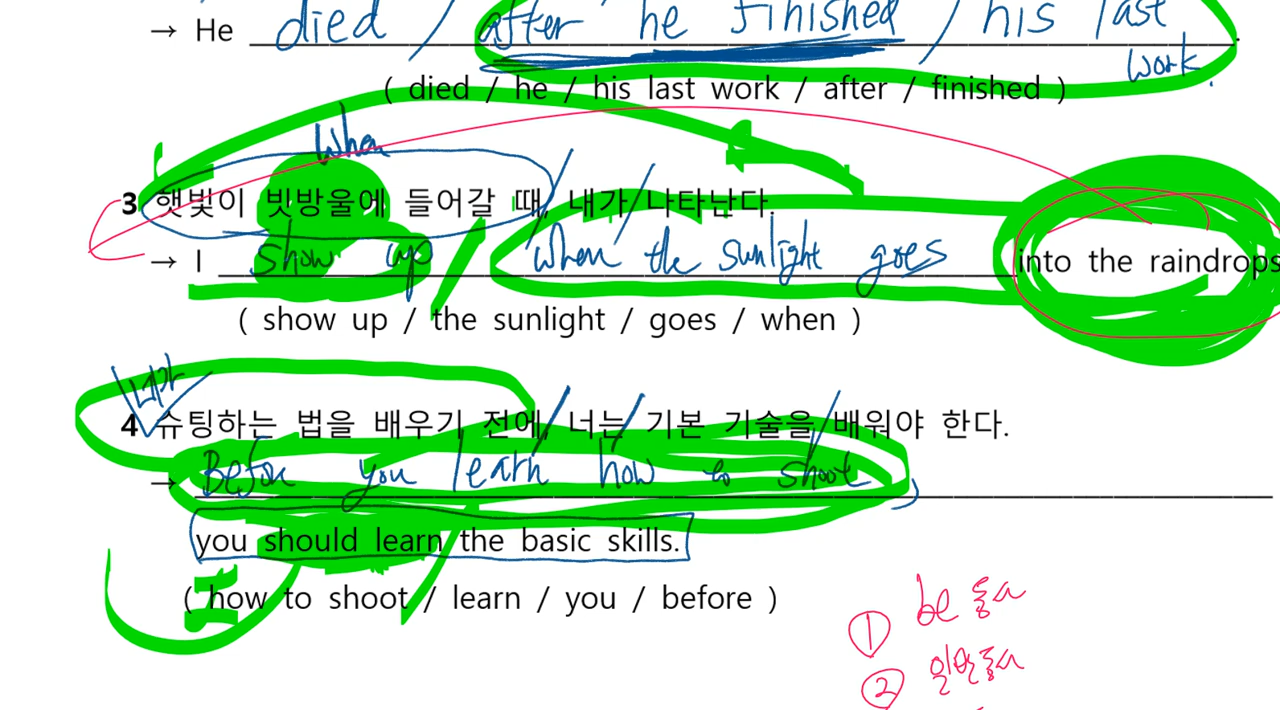 → He died / after he finished / his last
work.
( died / he / his last work / after / finished )
When
3 햇빛이 빗방울에 들어갈 때, / 내가 / 나타난다.
→ I show up / when the sunlight goes into the raindrops
( show up / the sunlight / goes / when )
네가
4 슈팅하는 법을 배우기 전에, / 너는 / 기본 기술을 / 배워야 한다.
→ Before you learn how to shoot,
you should learn the basic skills.
( how to shoot / learn / you / before )
① be 동사
② 일반동사